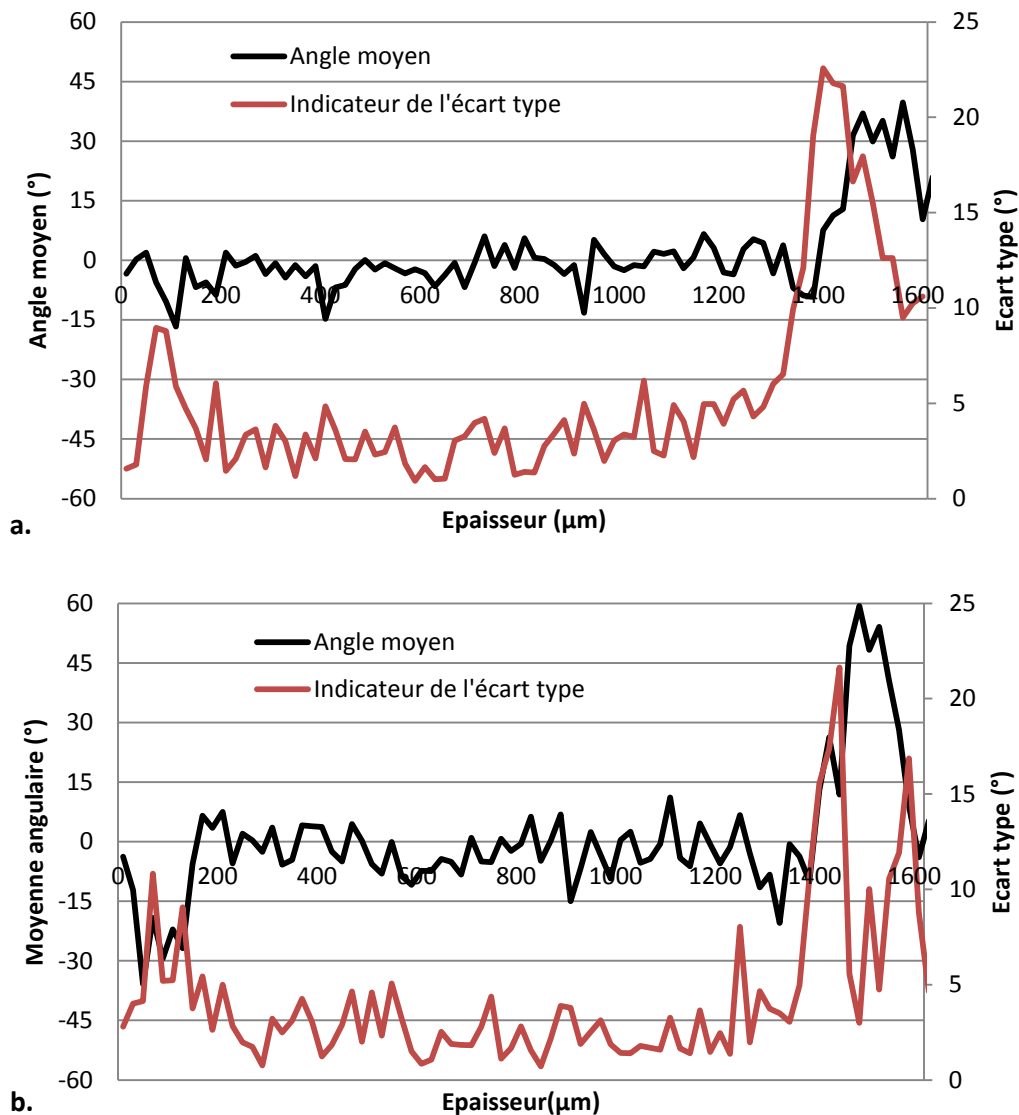 60
45
30
15
0
-15
-30
-45
-60
25
20
15
10
5
0
0 200 400 600 800 1000 1200 1400 1600
Angle moyen
Indicateur de l'écart type
Angle moyen (°)
Ecart type (°)
Epaisseur (µm)
a.
60
45
30
15
0
-15
-30
-45
-60
25
20
15
10
5
0
0 200 400 600 800 1000 1200 1400 1600
Angle moyen
Indicateur de l'écart type
Moyenne angulaire (°)
Ecart type (°)
Epaisseur(µm)
b.